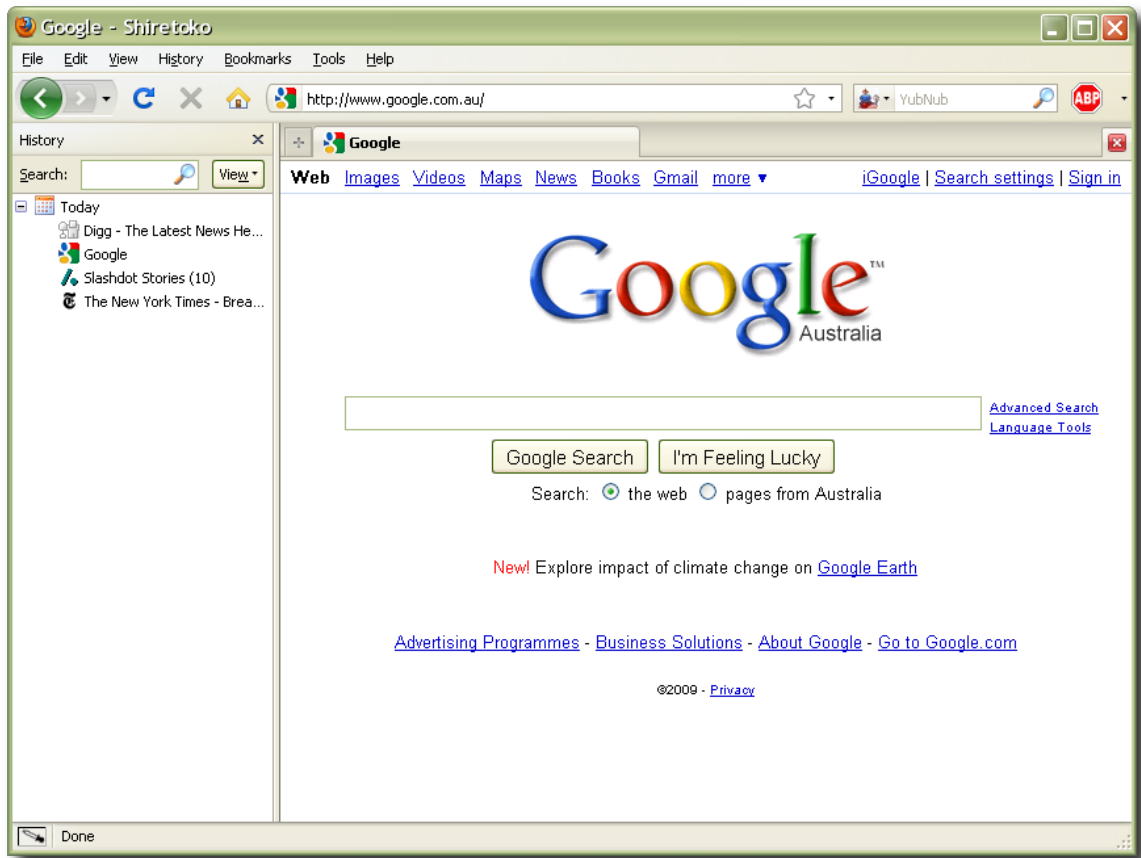 Google - Shiretoko
File Edit View History Bookmarks Tools Help
http://www.google.com.au/ YubNub ABP
History
Google
Search: View
Web Images Videos Maps News Books Gmail more ▼ iGoogle | Search settings | Sign in
Today
Digg - The Latest News He...
Google
Slashdot Stories (10)
The New York Times - Brea...
Google™
Australia
Advanced Search
Language Tools
Google Search I'm Feeling Lucky
Search: the web pages from Australia
New! Explore impact of climate change on Google Earth
Advertising Programmes - Business Solutions - About Google - Go to Google.com
©2009 - Privacy
Done